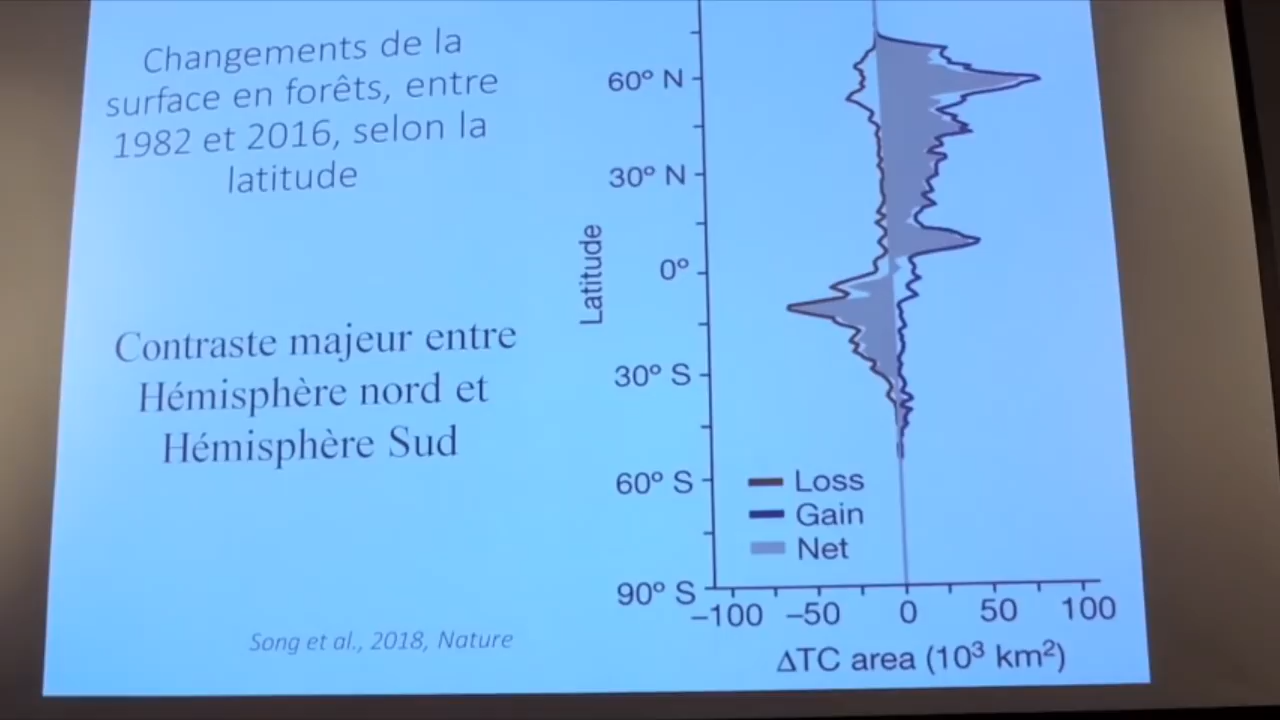 Changements de la
surface en forêts, entre
1982 et 2016, selon la
latitude
Contraste majeur entre
Hémisphère nord et
Hémisphère Sud
Song et al., 2018, Nature
Latitude
60° N
30° N
0°
30° S
60° S
90° S
Loss
Gain
Net
−100 −50 0 50 100
ΔTC area (10³ km²)